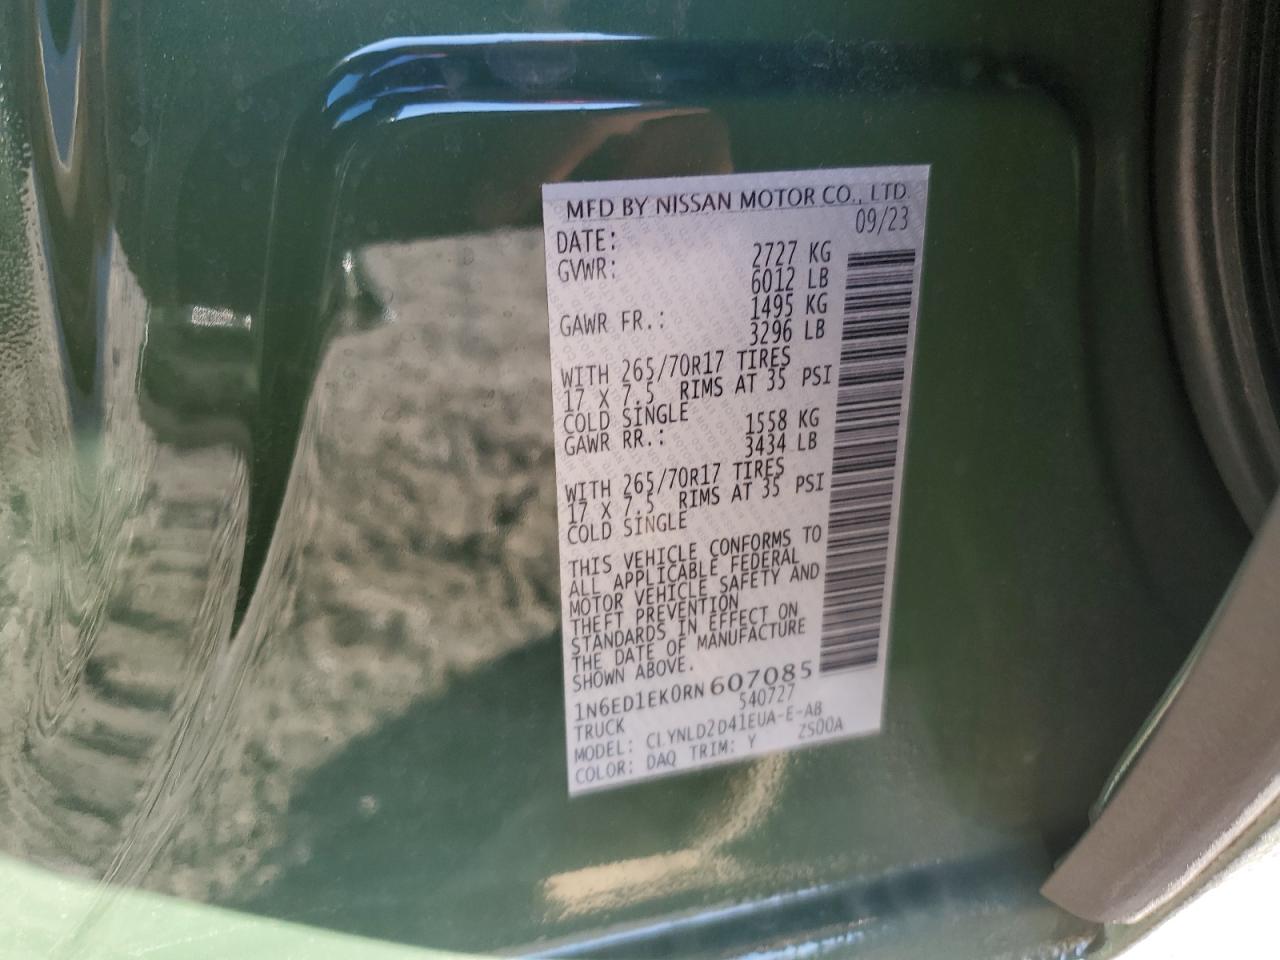 MFD BY NISSAN MOTOR CO., LTD.
DATE: 09/23
GVWR: 2727 KG
6012 LB
GAWR FR.: 1495 KG
3296 LB
WITH 265/70R17 TIRES
17 X 7.5 RIMS AT 35 PSI
COLD SINGLE
GAWR RR.: 1558 KG
3434 LB
WITH 265/70R17 TIRES
17 X 7.5 RIMS AT 35 PSI
COLD SINGLE
THIS VEHICLE CONFORMS TO
ALL APPLICABLE FEDERAL
MOTOR VEHICLE SAFETY AND
THEFT PREVENTION
STANDARDS IN EFFECT ON
THE DATE OF MANUFACTURE
SHOWN ABOVE.
1N6ED1EK0RN607085
TRUCK 540727
MODEL: CLYNLD2D41EUA-E-AB
COLOR: DAQ TRIM: Y ZS00A